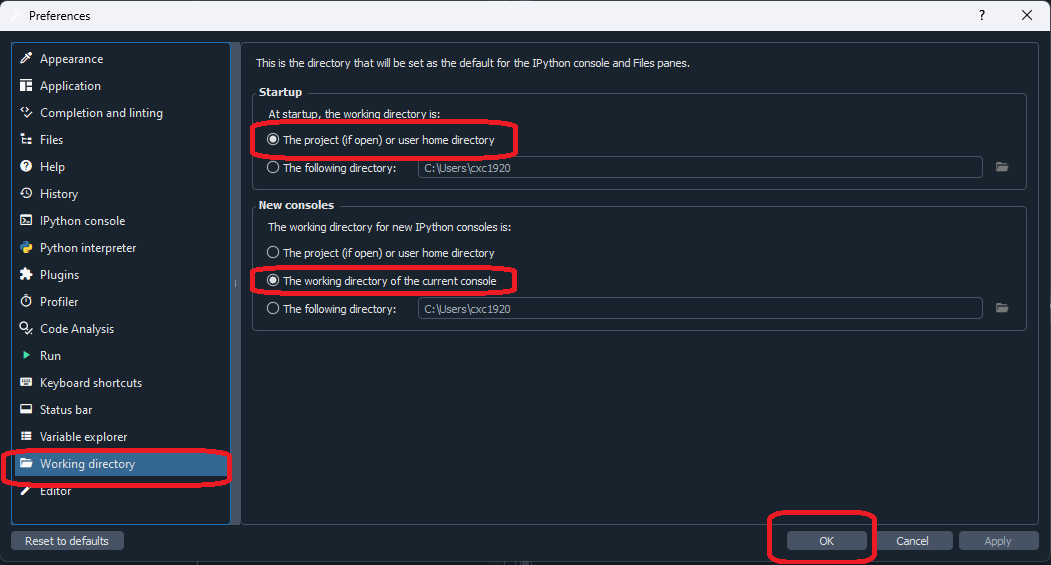 Preferences
?
Appearance
Application
Completion and linting
Files
Help
History
IPython console
Python interpreter
Plugins
Profiler
Code Analysis
Run
Keyboard shortcuts
Status bar
Variable explorer
Working directory
Editor
This is the directory that will be set as the default for the IPython console and Files panes.
Startup
At startup, the working directory is:
The project (if open) or user home directory
The following directory: C:\Users\cxc1920
New consoles
The working directory for new IPython consoles is:
The project (if open) or user home directory
The working directory of the current console
The following directory: C:\Users\cxc1920
Reset to defaults
OK Cancel Apply